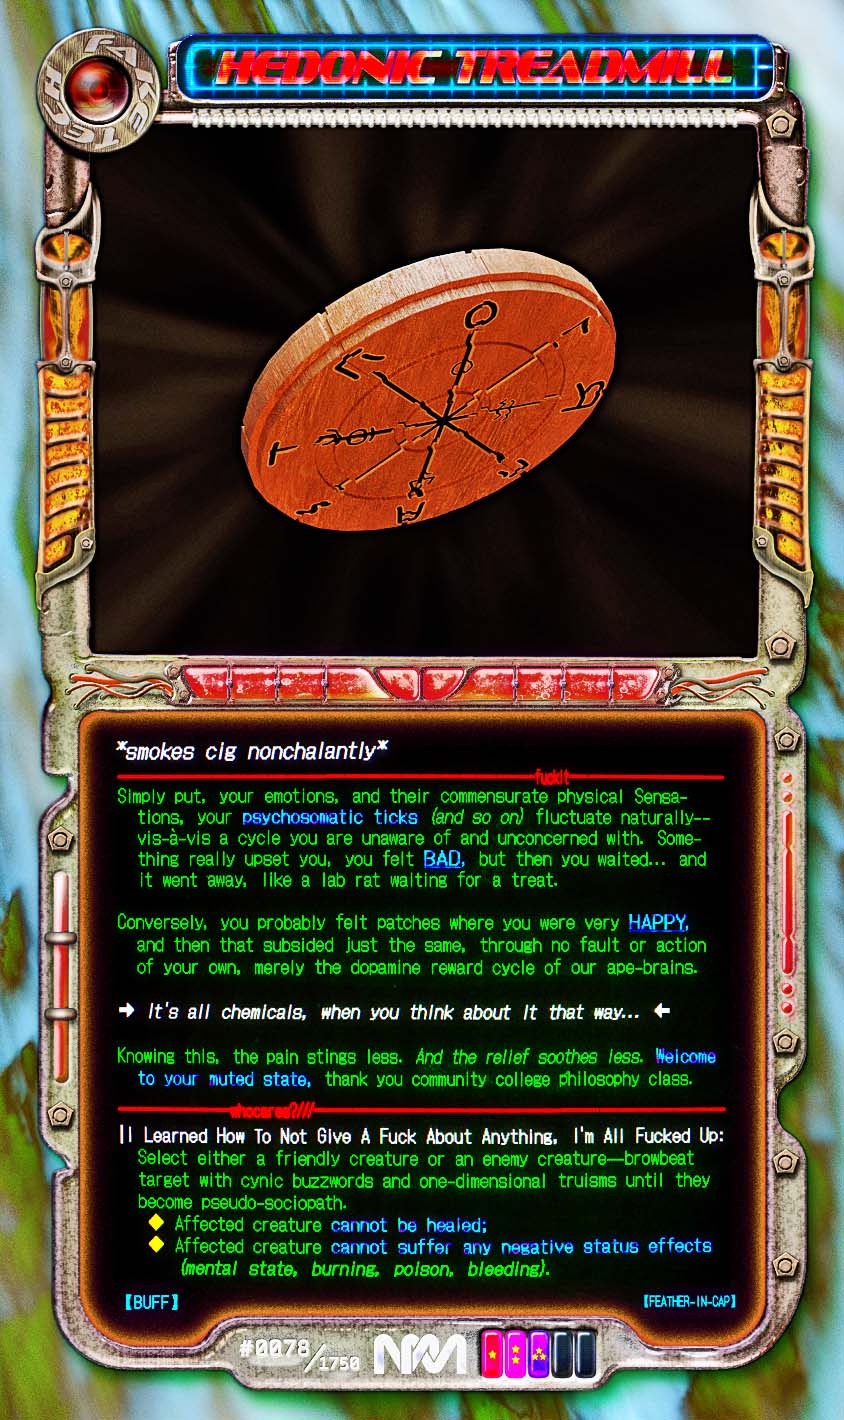 HEDONIC TREADMILL
FAKE TECH
*smokes cig nonchalantly*
fuckit
Simply put, your emotions, and their commensurate physical Sensa-
tions, your psychosomatic ticks (and so on) fluctuate naturally--
vis-à-vis a cycle you are unaware of and unconcerned with. Some-
thing really upset you, you felt BAD, but then you waited... and
it went away, like a lab rat waiting for a treat.
Conversely, you probably felt patches where you were very HAPPY,
and then that subsided just the same, through no fault or action
of your own, merely the dopamine reward cycle of our ape-brains.
→ It's all chemicals, when you think about it that way... ←
Knowing this, the pain stings less. And the relief soothes less. Welcome
to your muted state, thank you community college philosophy class.
whocares?///
||I Learned How To Not Give A Fuck About Anything, I'm All Fucked Up:
Select either a friendly creature or an enemy creature—browbeat
target with cynic buzzwords and one-dimensional truisms until they
become pseudo-sociopath.
◆ Affected creature cannot be healed;
◆ Affected creature cannot suffer any negative status effects
(mental state, burning, poison, bleeding).
【BUFF】
【FEATHER-IN-CAP】
#0078/1750